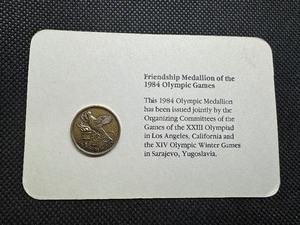 Friendship Medallion of the
1984 Olympic Games
This 1984 Olympic Medallion
has been issued jointly by the
Organizing Committees of the
Games of the XXIII Olympiad
in Los Angeles, California and
the XIV Olympic Winter Games
in Sarajevo, Yugoslavia.